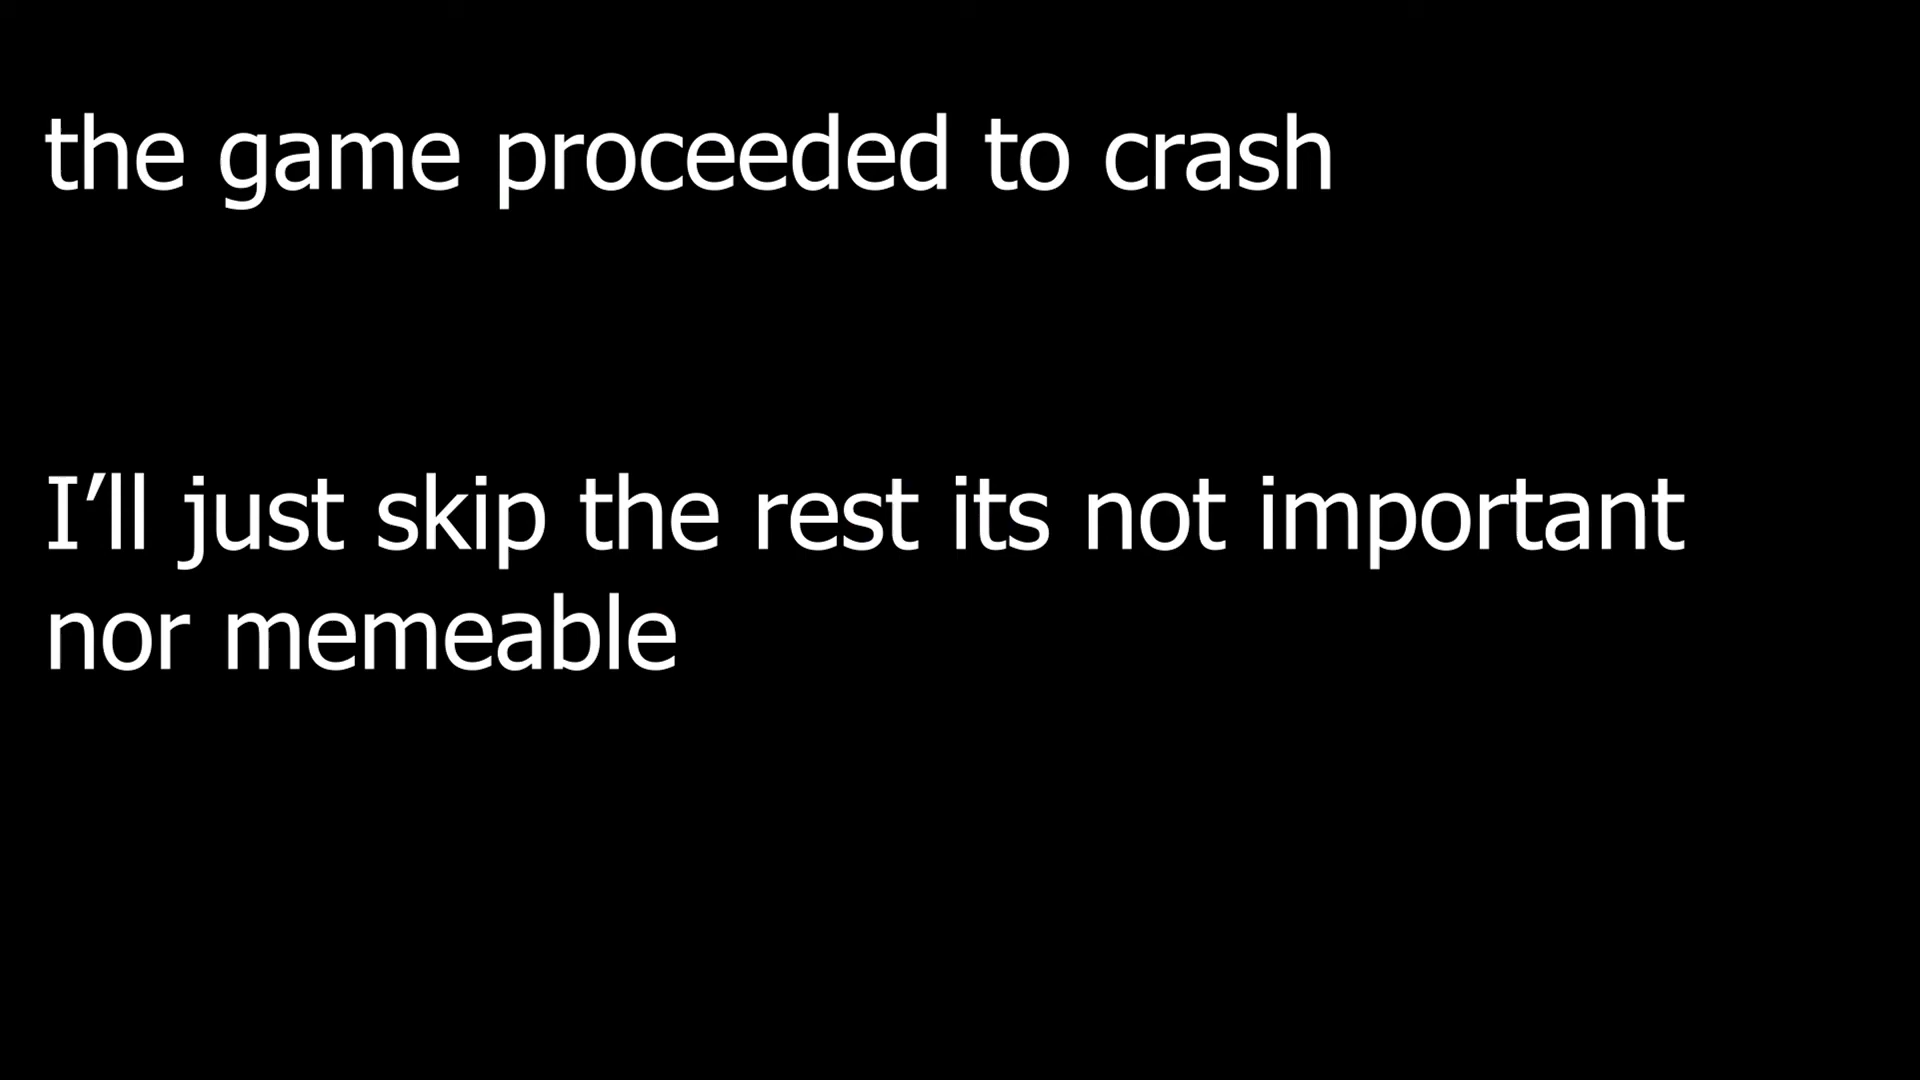 the game proceeded to crash
I’ll just skip the rest its not important
nor memeable